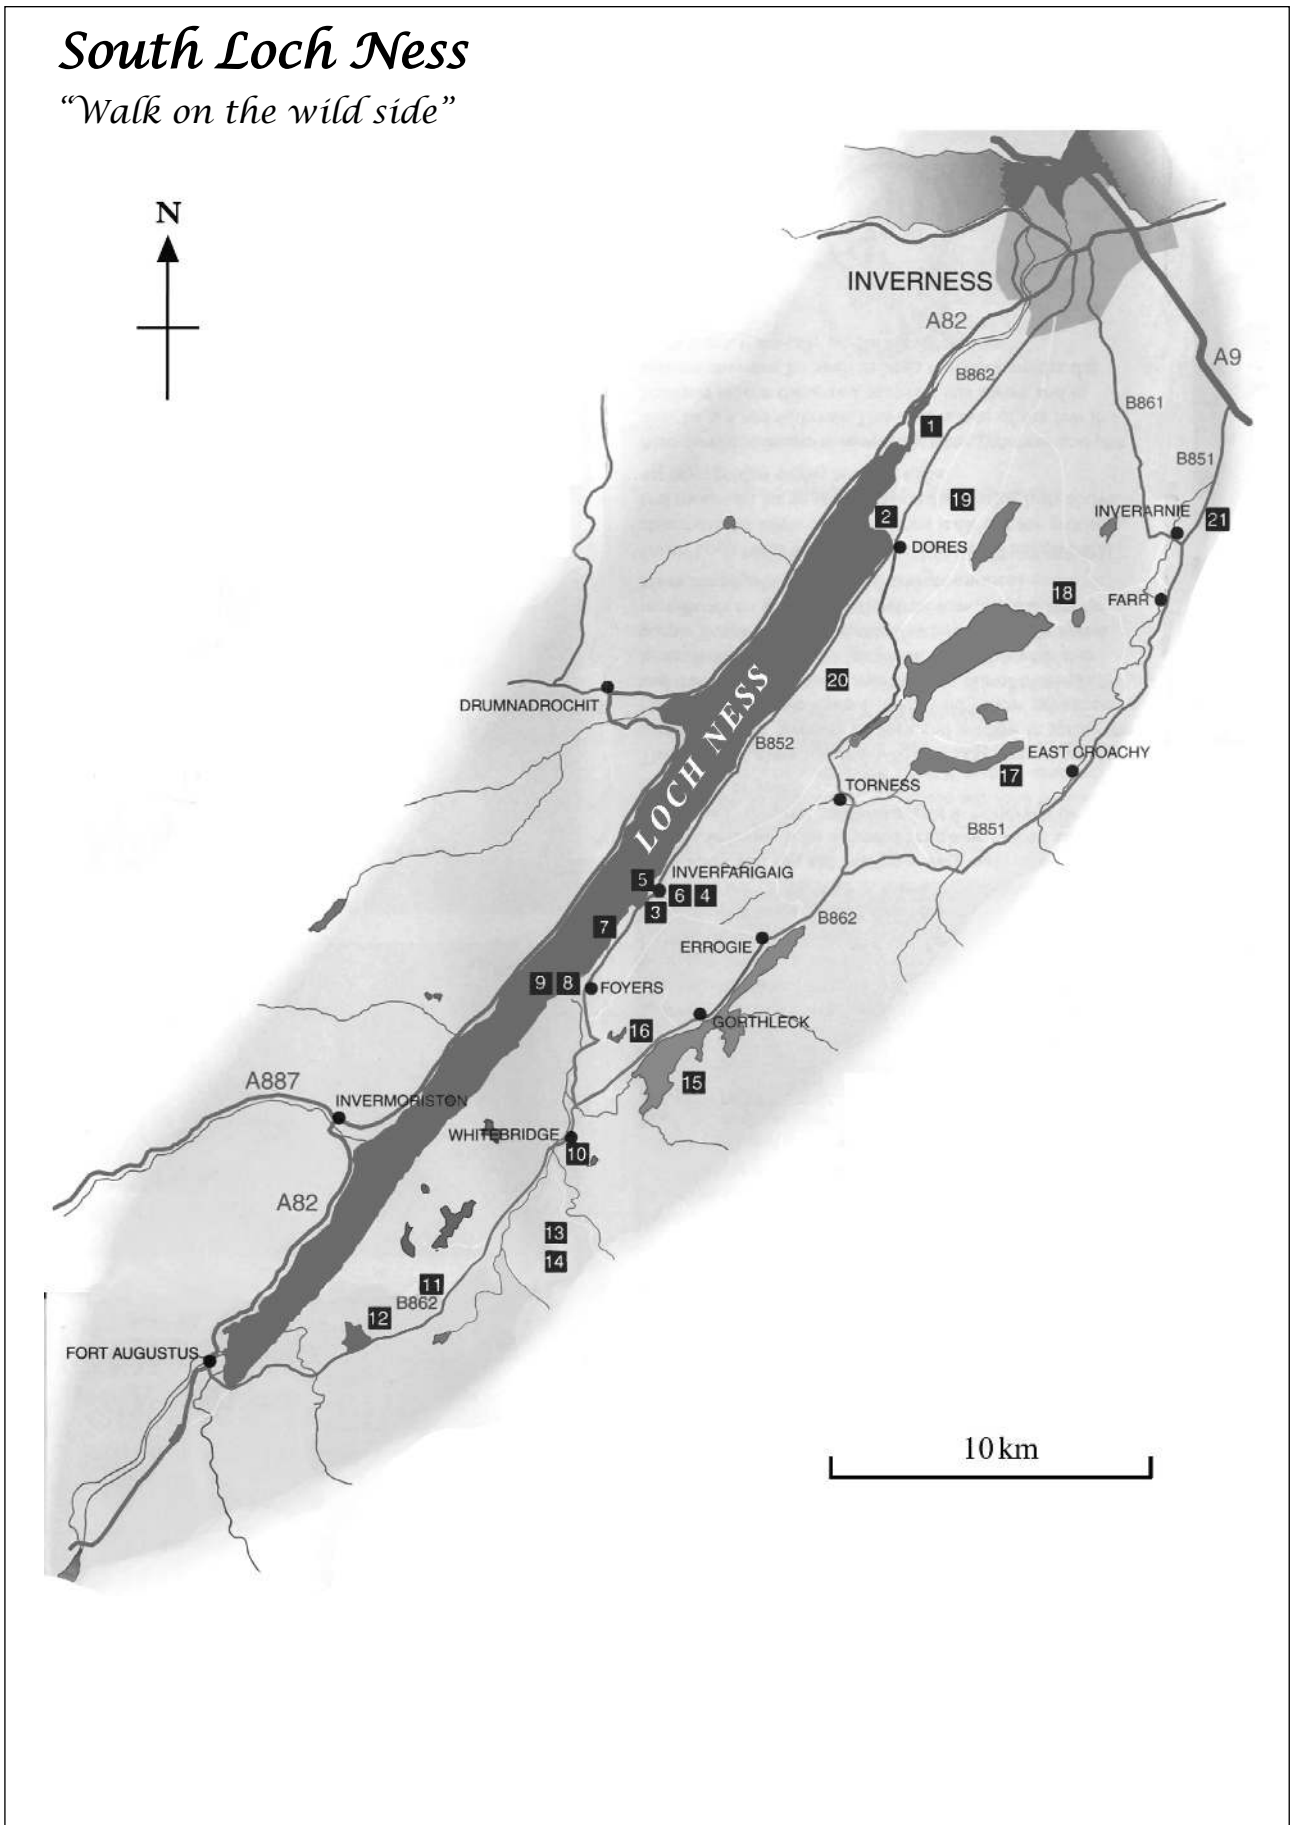 South Loch Ness
“Walk on the wild side”
N
INVERNESS
A82
A9
B862
B861
1
B851
19
INVERARNIE
21
2
DORES
18
FARR
20
DRUMNADROCHIT
LOCH NESS
B852
EAST CROACHY
17
TORNESS
B851
5
INVERFARIGAIG
6
4
3
B862
7
ERROGIE
9
8
FOYERS
16
GORTHLECK
A887
15
INVERMORISTON
WHITEBRIDGE
10
A82
13
14
11
B862
12
FORT AUGUSTUS
10 km